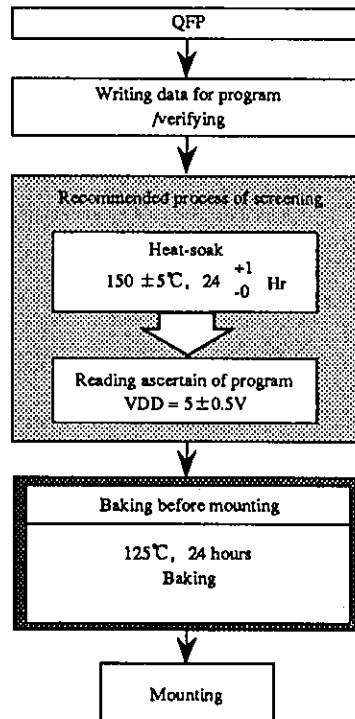 QFP
Writing data for program
/verifying
Recommended process of screening
Heat-soak
150 ±5℃, 24 +1 -0 Hr
Reading ascertain of program
VDD = 5±0.5V
Baking before mounting
125℃, 24 hours
Baking
Mounting